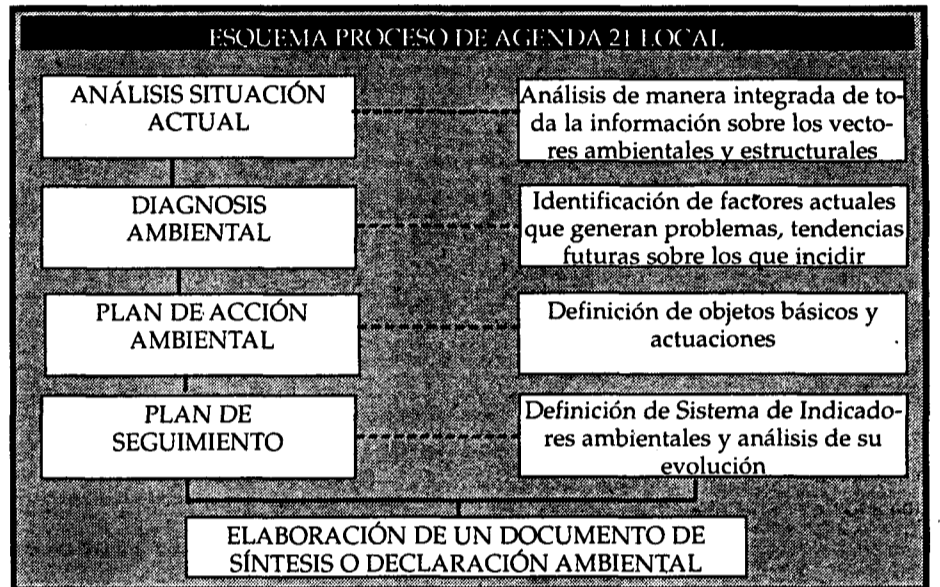 ESQUEMA PROCESO DE AGENDA 21 LOCAL
ANÁLISIS SITUACIÓN
ACTUAL
Análisis de manera integrada de to-
da la información sobre los vecto-
res ambientales y estructurales
DIAGNOSIS
AMBIENTAL
Identificación de factores actuales
que generan problemas, tendencias
futuras sobre los que incidir
PLAN DE ACCIÓN
AMBIENTAL
Definición de objetos básicos y
actuaciones
PLAN DE
SEGUIMIENTO
Definición de Sistema de Indicado-
res ambientales y análisis de su
evolución
ELABORACIÓN DE UN DOCUMENTO DE
SÍNTESIS O DECLARACIÓN AMBIENTAL